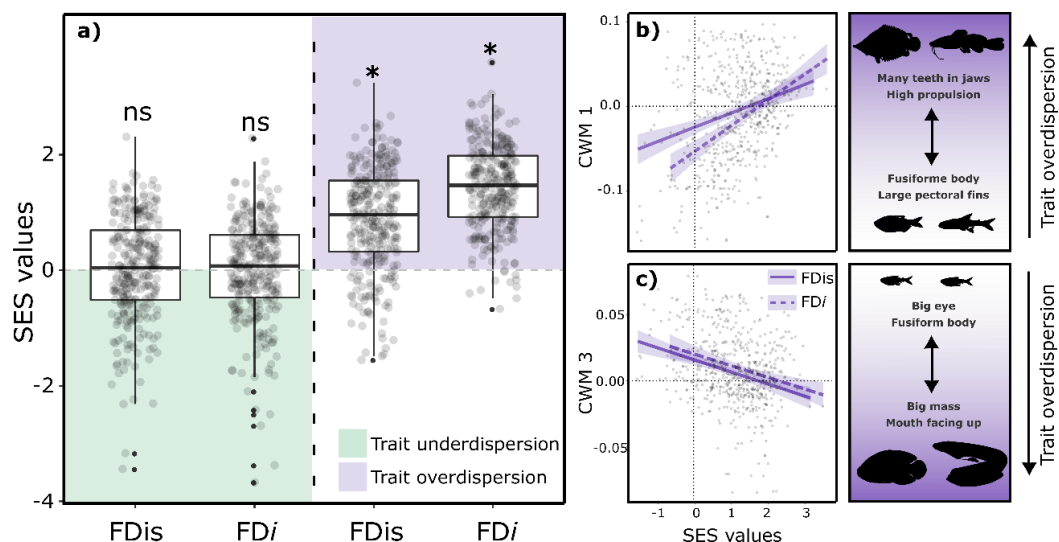 a)
SES values
2
0
-2
-4
ns
ns
*
*
Trait underdispersion
Trait overdispersion
FDis
FDi
FDis
FDi
b)
CWM 1
0.0
-0.1
Many teeth in jaws
High propulsion
Fusiforme body
Large pectoral fins
Trait overdispersion
c)
FDis
FDi
CWM 3
0.05
0.00
-0.05
-1
0
1
2
3
SES values
Big eye
Fusiform body
Big mass
Mouth facing up
Trait overdispersion